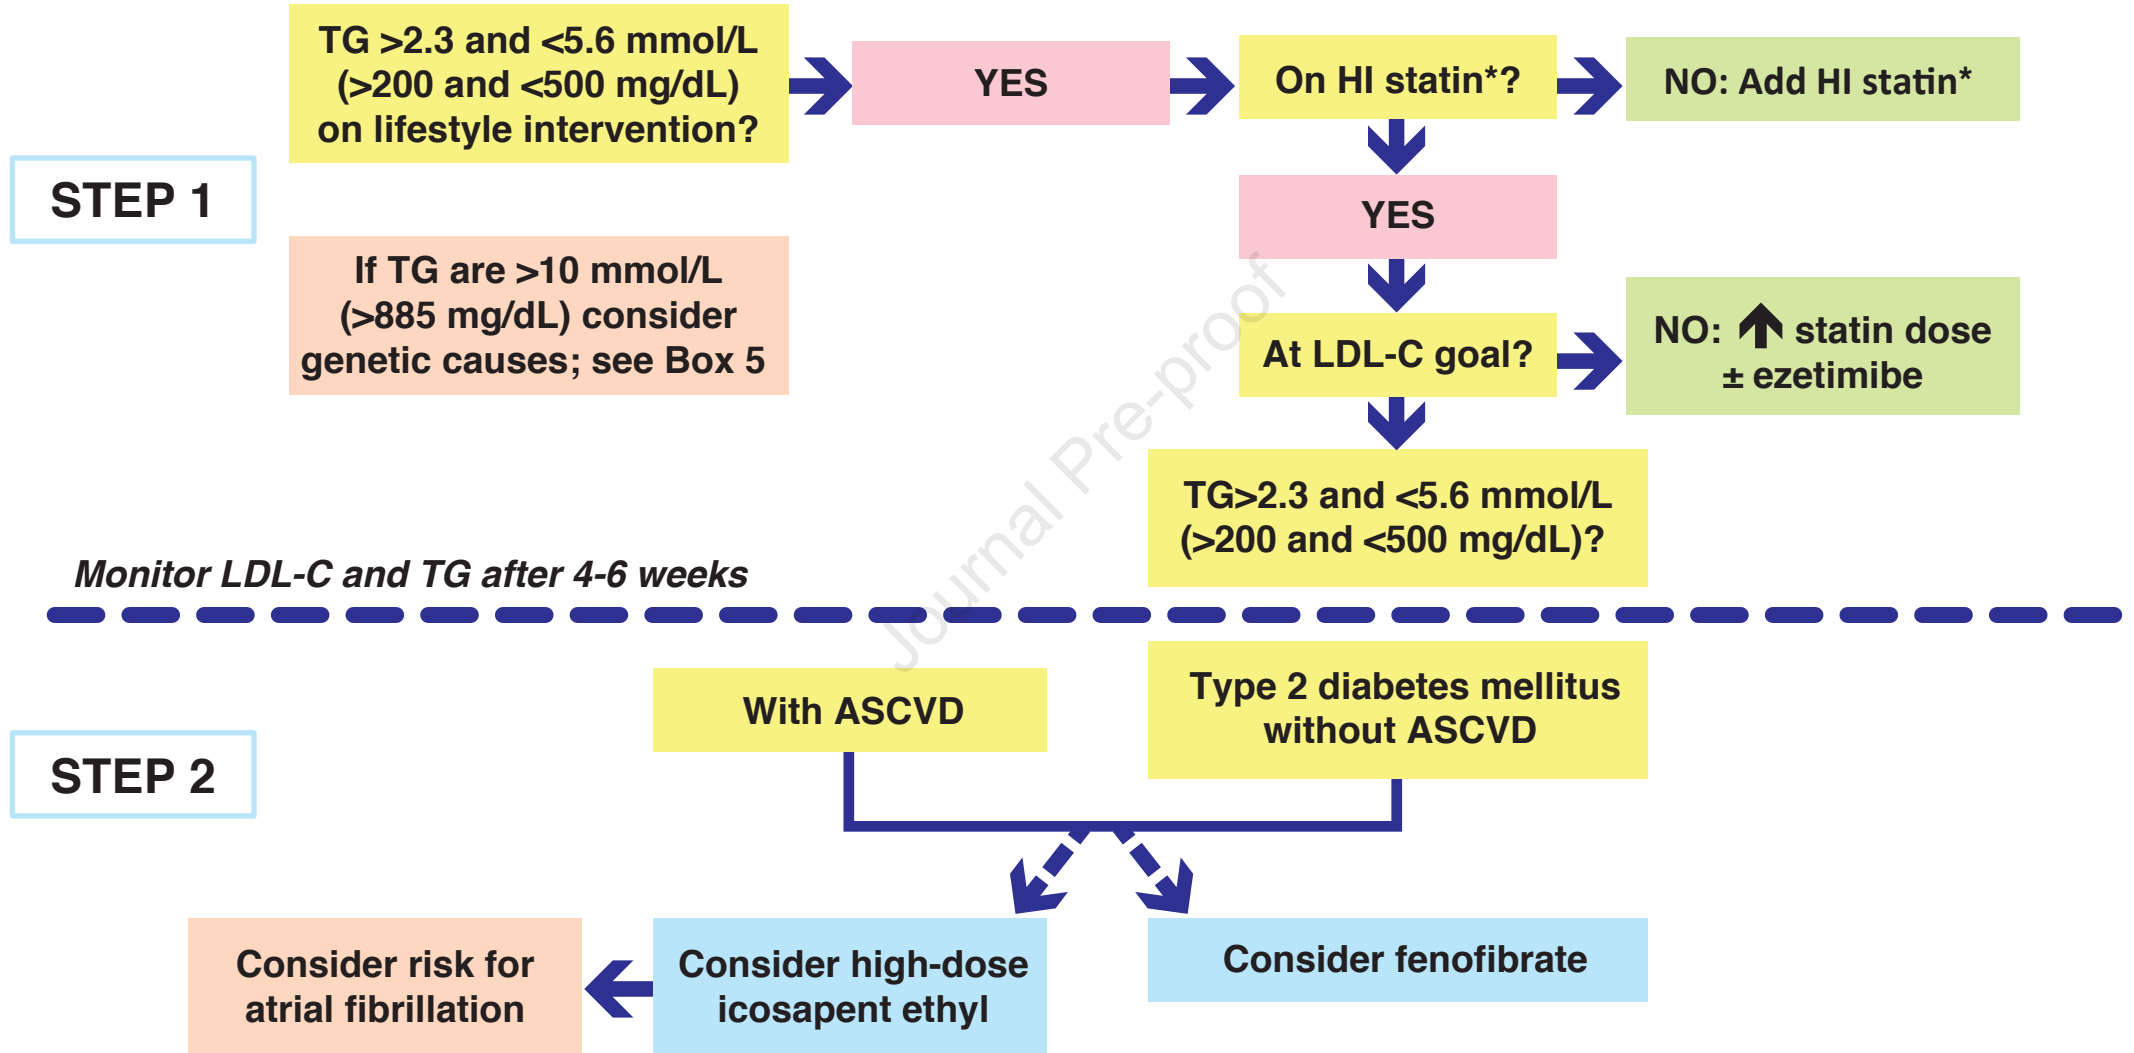 STEP 1
TG >2.3 and <5.6 mmol/L
(>200 and <500 mg/dL)
on lifestyle intervention?
YES
On HI statin*?
NO: Add HI statin*
YES
If TG are >10 mmol/L
(>885 mg/dL) consider
genetic causes; see Box 5
At LDL-C goal?
NO: ↑ statin dose
± ezetimibe
TG>2.3 and <5.6 mmol/L
(>200 and <500 mg/dL)?
Journal Pre-proof
Monitor LDL-C and TG after 4-6 weeks
STEP 2
With ASCVD
Type 2 diabetes mellitus
without ASCVD
Consider risk for
atrial fibrillation
Consider high-dose
icosapent ethyl
Consider fenofibrate